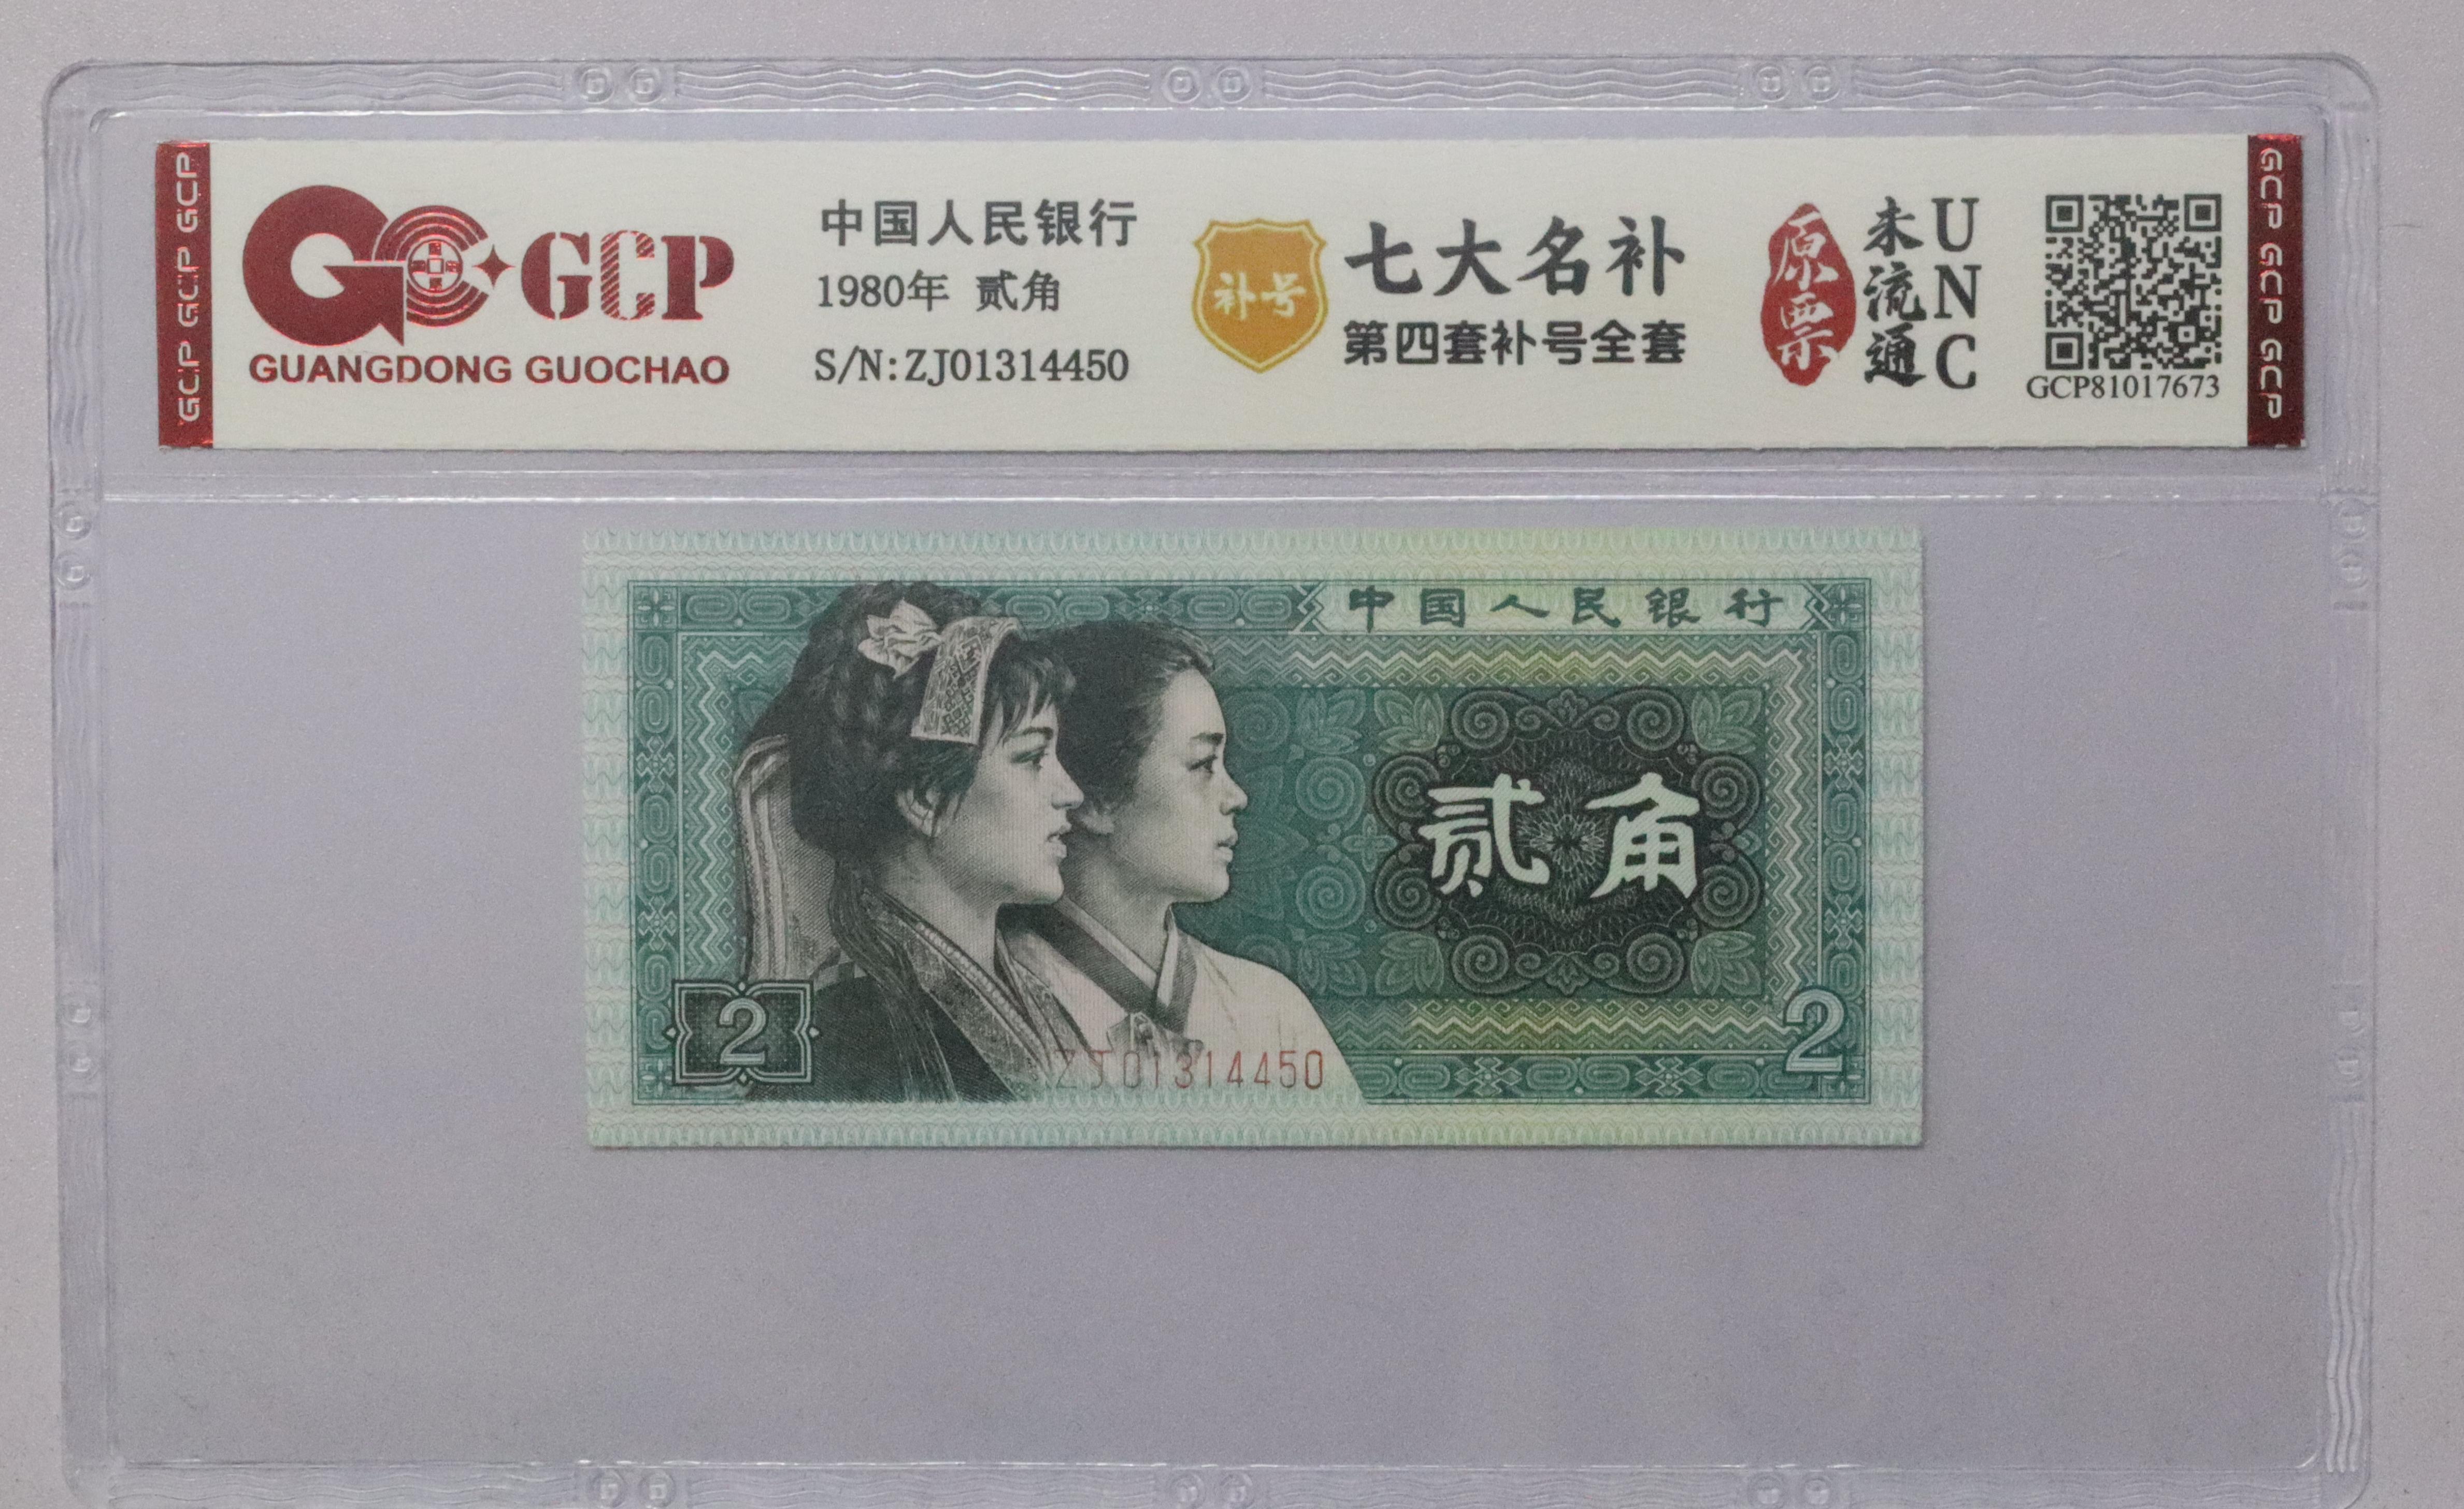 GCP GCP GCP
GCP
GUANGDONG GUOCHAO
中国人民银行
1980年 贰角
S/N:ZJ01314450
补号
七大名补
第四套补号全套
原票
未流通
UNC
GCP81017673
GCP GCP GCP
中国人民银行
贰角
2
2
ZJ01314450